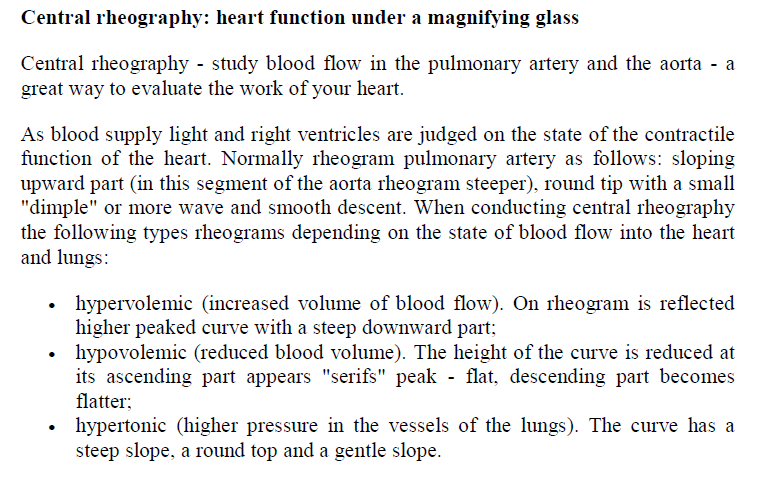 Central rheography: heart function under a magnifying glass
Central rheography - study blood flow in the pulmonary artery and the aorta - a
great way to evaluate the work of your heart.
As blood supply light and right ventricles are judged on the state of the contractile
function of the heart. Normally rheogram pulmonary artery as follows: sloping
upward part (in this segment of the aorta rheogram steeper), round tip with a small
"dimple" or more wave and smooth descent. When conducting central rheography
the following types rheograms depending on the state of blood flow into the heart
and lungs:
• hypervolemic (increased volume of blood flow). On rheogram is reflected
higher peaked curve with a steep downward part;
• hypovolemic (reduced blood volume). The height of the curve is reduced at
its ascending part appears "serifs" peak - flat, descending part becomes
flatter;
• hypertonic (higher pressure in the vessels of the lungs). The curve has a
steep slope, a round top and a gentle slope.